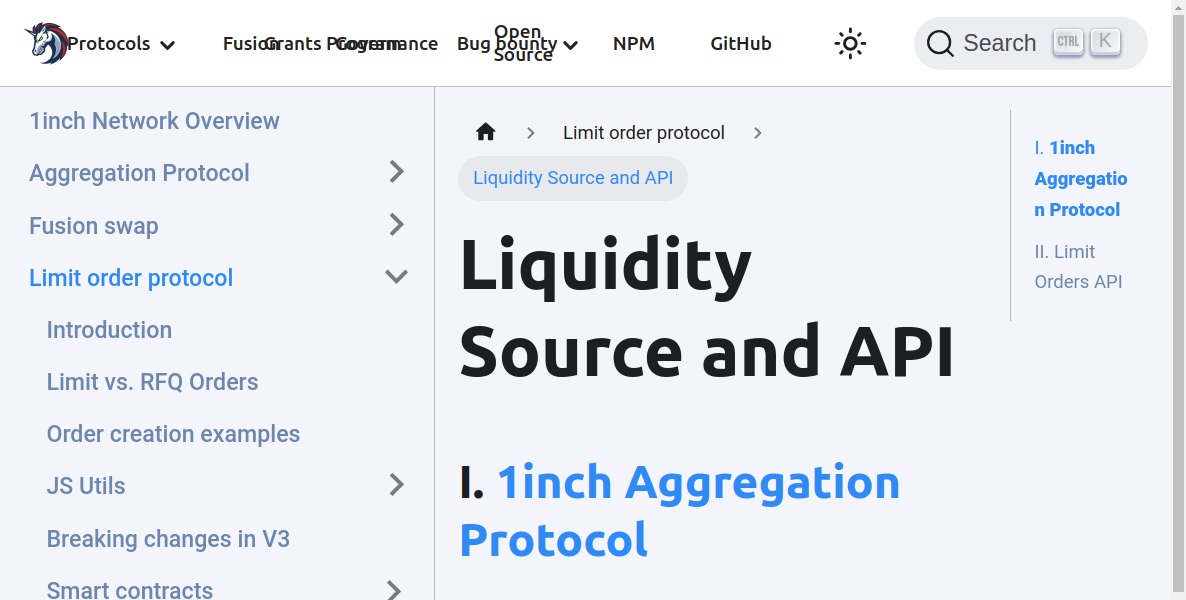 Protocols Fusion Grants Program Governance Bug bounty Open Source NPM GitHub Search CTRL K
1inch Network Overview
Aggregation Protocol
Fusion swap
Limit order protocol
Introduction
Limit vs. RFQ Orders
Order creation examples
JS Utils
Breaking changes in V3
Smart contracts
Limit order protocol
Liquidity Source and API
Liquidity
Source and API
I. 1inch Aggregation
Protocol
I. 1inch
Aggregatio
n Protocol
II. Limit
Orders API